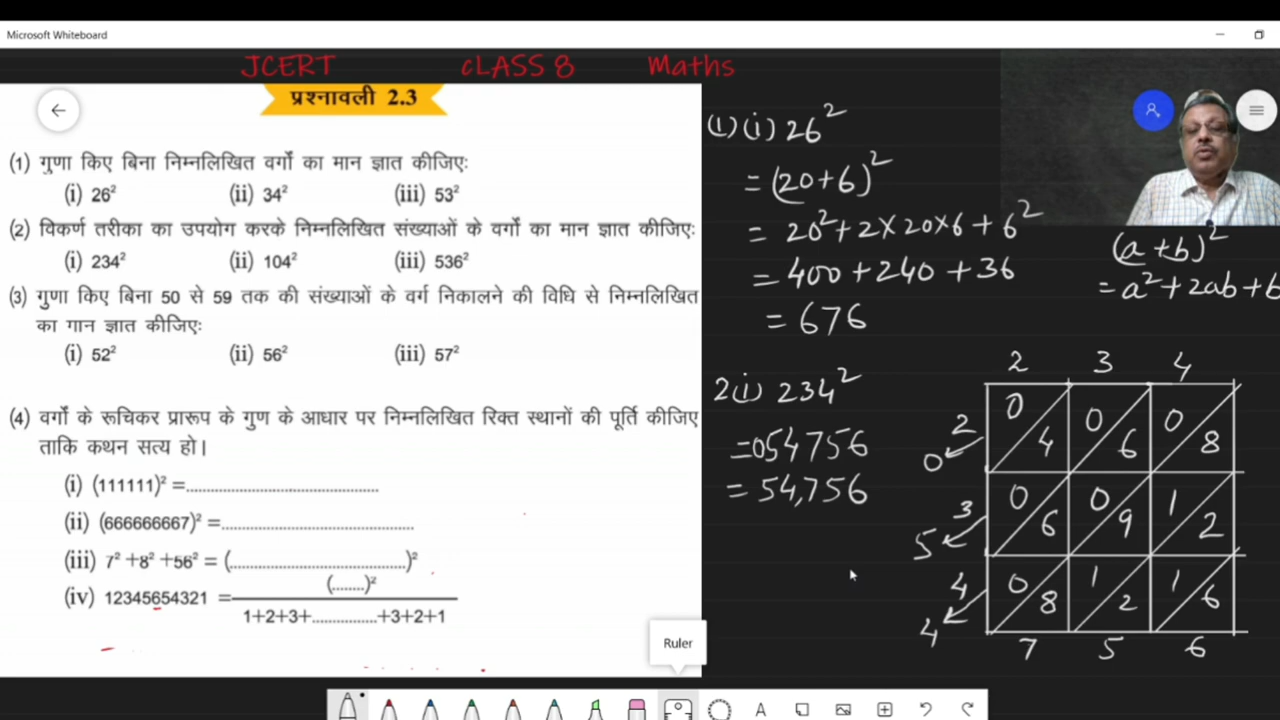 Microsoft Whiteboard
JCERT cLASS 8 Maths
प्रश्नावली 2.3
(1) गुणा किए बिना निम्नलिखित वर्गों का मान ज्ञात कीजिएः
(i) 26² (ii) 34² (iii) 53²
(2) विकर्ण तरीका का उपयोग करके निम्नलिखित संख्याओं के वर्गों का मान ज्ञात कीजिएः
(i) 234² (ii) 104² (iii) 536²
(3) गुणा किए बिना 50 से 59 तक की संख्याओं के वर्ग निकालने की विधि से निम्नलिखित
का गान ज्ञात कीजिएः
(i) 52² (ii) 56² (iii) 57²
(4) वर्गों के रूचिकर प्रारूप के गुण के आधार पर निम्नलिखित रिक्त स्थानों की पूर्ति कीजिए
ताकि कथन सत्य हो।
(i) (111111)² =................................................
(ii) (666666667)² =................................................
(iii) 7² +8² +56² = (............................................)²
(iv) 12345654321 = (........)²
1+2+3+................+3+2+1
Ruler
(1) (i) 26²
= (20+6)²
= 20² + 2×20×6 + 6²
= 400 + 240 + 36
= 676
(a+b)²
= a² + 2ab + b
2(i) 234²
= 054756
= 54,756
2 3 4
2 0 4 0 6 0 8
0
3 0 6 0 9 1 2
5
4 0 8 1 2 1 6
4
7 5 6
A